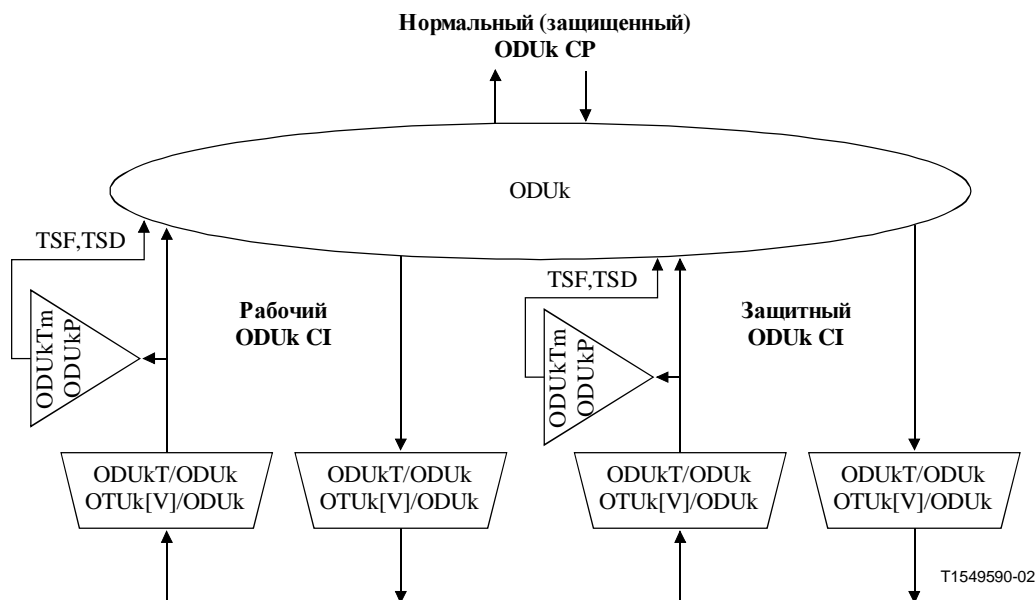 Нормальный (защищенный)
ODUk CP
ODUk
TSF,TSD
TSF,TSD
Рабочий
ODUk CI
Защитный
ODUk CI
ODUkTm
ODUkP
ODUkTm
ODUkP
ODUkT/ODUk
OTUk[V]/ODUk
ODUkT/ODUk
OTUk[V]/ODUk
ODUkT/ODUk
OTUk[V]/ODUk
ODUkT/ODUk
OTUk[V]/ODUk
T1549590-02